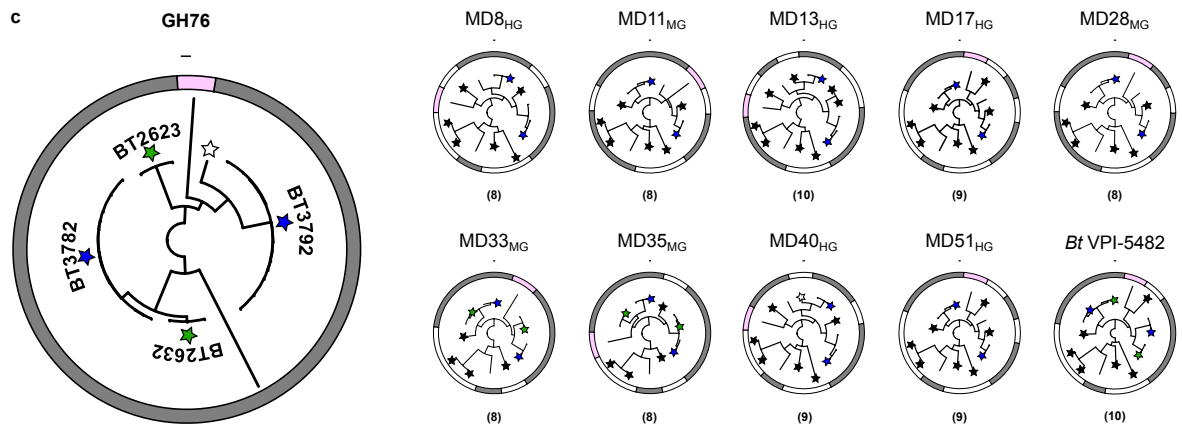 c
GH76
BT2623
BT3792
BT3782
BT2632
MD8HG
MD11MG
MD13HG
MD17HG
MD28MG
(8)
(8)
(10)
(9)
(8)
MD33MG
MD35MG
MD40HG
MD51HG
Bt VPI-5482
(8)
(8)
(9)
(9)
(10)